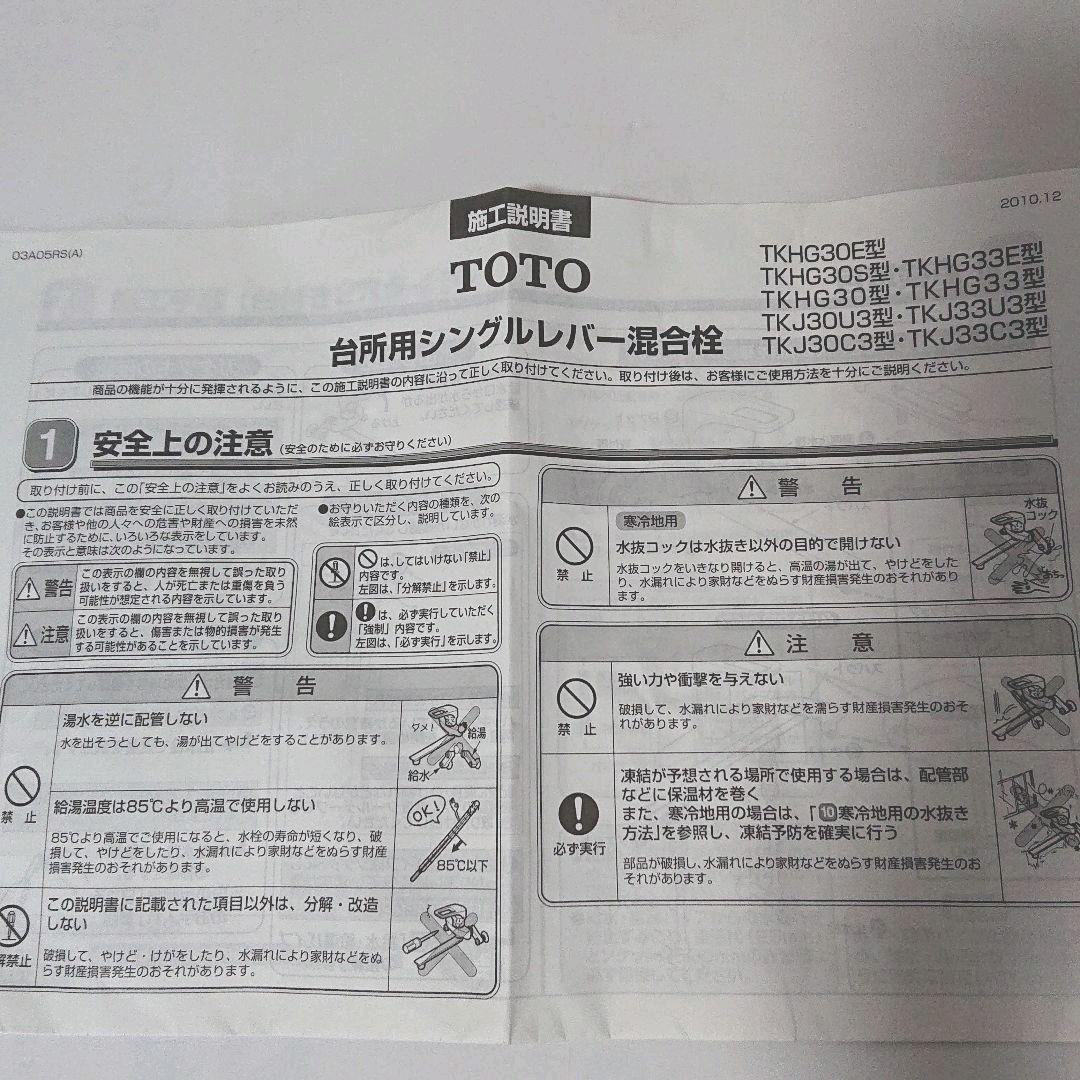 03A05RS(A)
施工説明書
2010.12
TOTO
TKHG30E型
TKHG30S型・TKHG33E型
TKHG30型・TKHG33型
TKJ30U3型・TKJ33U3型
TKJ30C3型・TKJ33C3型
台所用シングルレバー混合栓
商品の機能が十分に発揮されるように、この施工説明書の内容に沿って正しく取り付けてください。取り付け後は、お客様にご使用方法を十分にご説明ください。
1 安全上の注意 (安全のために必ずお守りください)
取り付け前に、この「安全上の注意」をよくお読みのうえ、正しく取り付けてください。
●この説明書では商品を安全に正しく取り付けていただ
き、お客様や他の人々への危害や財産への損害を未然
に防止するために、いろいろな表示をしています。
その表示と意味は次のようになっています。
警告
この表示の欄の内容を無視して誤った取り
扱いをすると、人が死亡または重傷を負う
可能性が想定される内容を示しています。
注意
この表示の欄の内容を無視して誤った取り
扱いをすると、傷害または物的損害が発生
する可能性があることを示しています。
●お守りいただく内容の種類を、次の
絵表示で区分し、説明しています。
は、してはいけない「禁止」
内容です。
左図は、「分解禁止」を示します。
は、必ず実行していただく
「強制」内容です。
左図は、「必ず実行」を示します。
警 告
禁 止
湯水を逆に配管しない
水を出そうとしても、湯が出てやけどをすることがあります。
ダメ!
給湯
給水
給湯温度は85℃より高温で使用しない
85℃より高温でご使用になると、水栓の寿命が短くなり、破
損して、やけどをしたり、水漏れにより家財などをぬらす財産
損害発生のおそれがあります。
OK!
85℃以下
解禁止
この説明書に記載された項目以外は、分解・改造
しない
破損して、やけど・けがをしたり、水漏れにより家財などをぬ
らす財産損害発生のおそれがあります。
警 告
禁 止
寒冷地用
水抜コックは水抜き以外の目的で開けない
水抜コックをいきなり開けると、高温の湯が出て、やけどをした
り、水漏れにより家財などをぬらす財産損害発生のおそれがあり
ます。
水抜
コック
注 意
禁 止
強い力や衝撃を与えない
破損して、水漏れにより家財などを濡らす財産損害発生のおそ
れがあります。
必ず実行
凍結が予想される場所で使用する場合は、配管部
などに保温材を巻く
また、寒冷地用の場合は、「⑩寒冷地用の水抜き
方法」を参照し、凍結予防を確実に行う
部品が破損し、水漏れにより家財などをぬらす財産損害発生のお
それがあります。